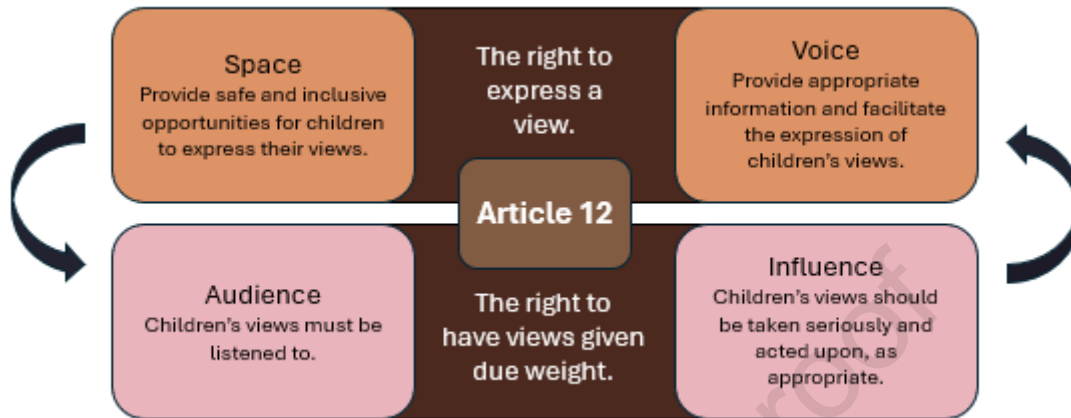 Space
Provide safe and inclusive
opportunities for children
to express their views.
The right to
express a
view.
Voice
Provide appropriate
information and facilitate
the expression of
children's views.
Article 12
Audience
Children's views must be
listened to.
The right to
have views given
due weight.
Influence
Children's views should
be taken seriously and
acted upon, as
appropriate.
roof